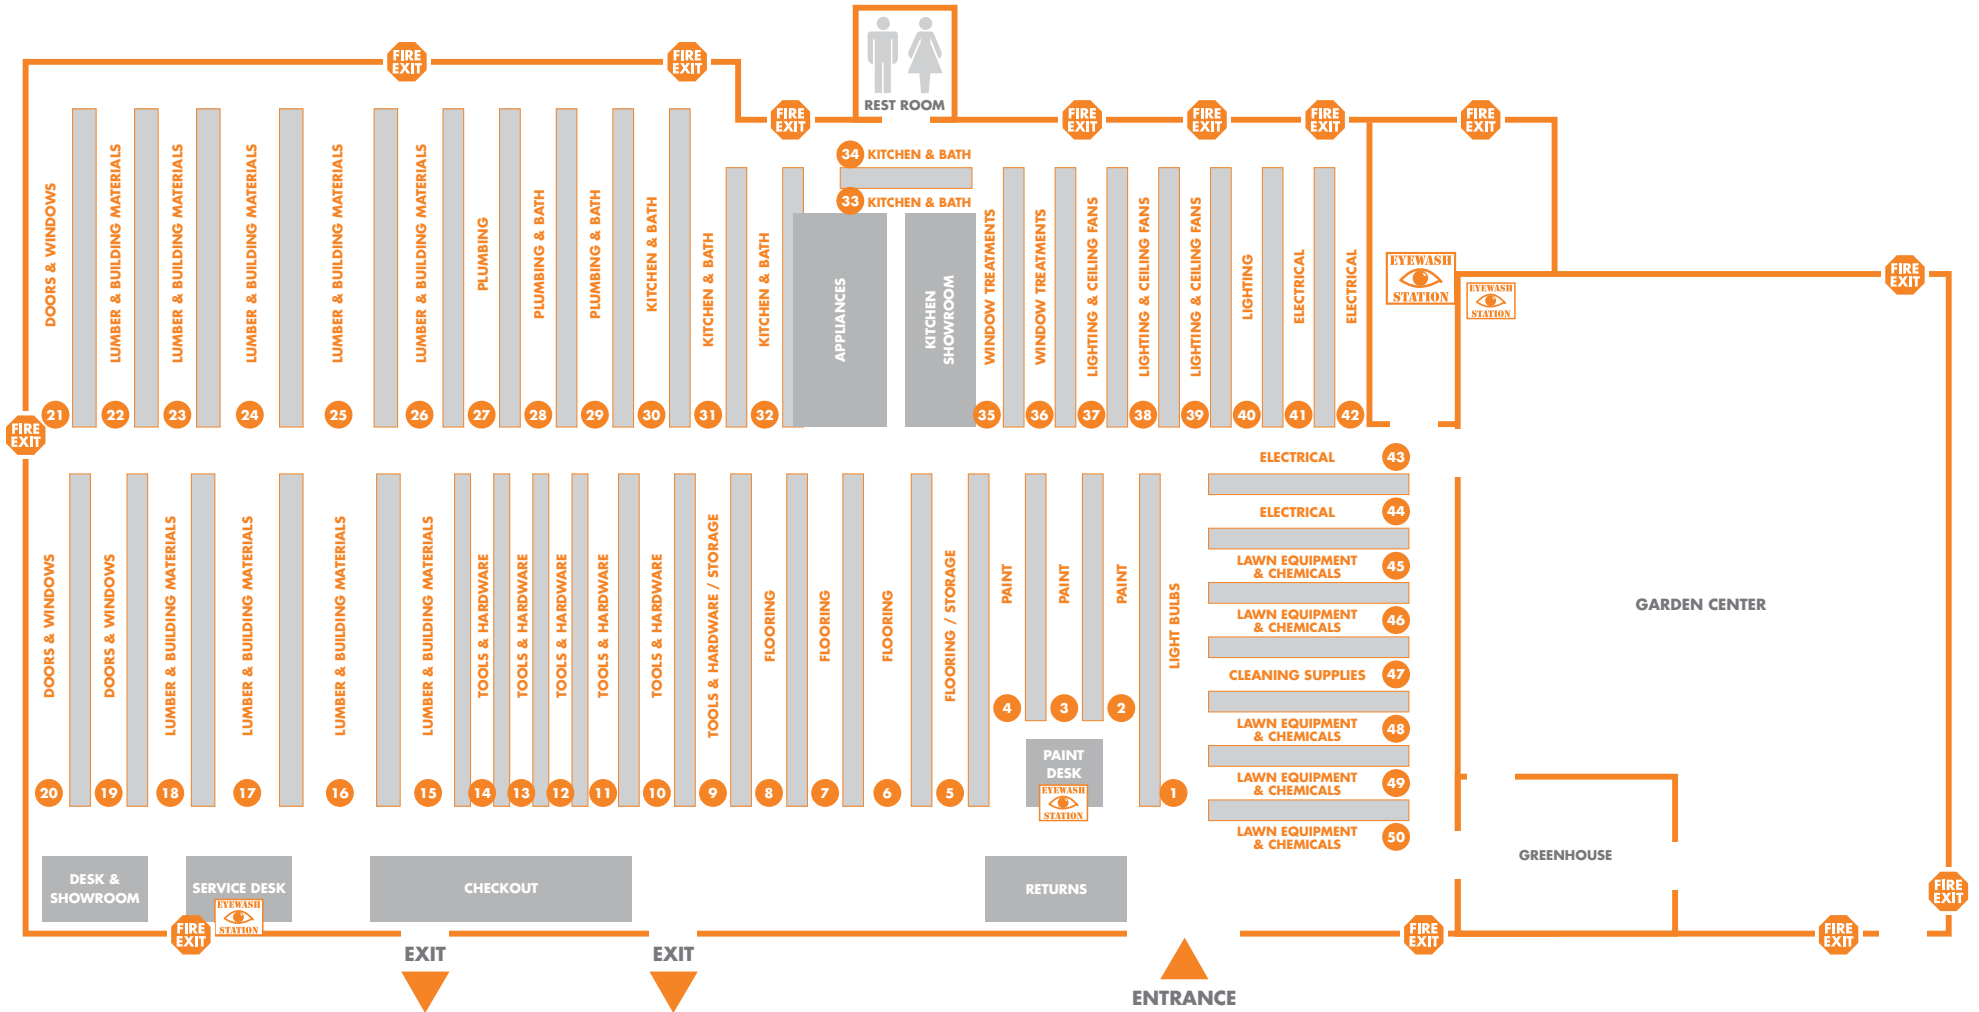 FIRE
EXIT
FIRE
EXIT
REST ROOM
FIRE
EXIT
FIRE
EXIT
FIRE
EXIT
FIRE
EXIT
FIRE
EXIT
34 KITCHEN & BATH
33 KITCHEN & BATH
DOORS & WINDOWS
LUMBER & BUILDING MATERIALS
LUMBER & BUILDING MATERIALS
LUMBER & BUILDING MATERIALS
LUMBER & BUILDING MATERIALS
LUMBER & BUILDING MATERIALS
PLUMBING
PLUMBING & BATH
PLUMBING & BATH
KITCHEN & BATH
KITCHEN & BATH
KITCHEN & BATH
APPLIANCES
KITCHEN
SHOWROOM
WINDOW TREATMENTS
WINDOW TREATMENTS
LIGHTING & CEILING FANS
LIGHTING & CEILING FANS
LIGHTING & CEILING FANS
LIGHTING
ELECTRICAL
ELECTRICAL
EYEWASH
STATION
EYEWASH
STATION
FIRE
EXIT
21 22 23 24 25 26 27 28 29 30 31 32 35 36 37 38 39 40 41 42
FIRE
EXIT
ELECTRICAL 43
ELECTRICAL 44
LAWN EQUIPMENT
& CHEMICALS 45
LAWN EQUIPMENT
& CHEMICALS 46
CLEANING SUPPLIES 47
LAWN EQUIPMENT
& CHEMICALS 48
LAWN EQUIPMENT
& CHEMICALS 49
LAWN EQUIPMENT
& CHEMICALS 50
GARDEN CENTER
DOORS & WINDOWS
DOORS & WINDOWS
LUMBER & BUILDING MATERIALS
LUMBER & BUILDING MATERIALS
LUMBER & BUILDING MATERIALS
LUMBER & BUILDING MATERIALS
TOOLS & HARDWARE
TOOLS & HARDWARE
TOOLS & HARDWARE
TOOLS & HARDWARE
TOOLS & HARDWARE
TOOLS & HARDWARE / STORAGE
FLOORING
FLOORING
FLOORING
FLOORING / STORAGE
PAINT
PAINT
PAINT
LIGHT BULBS
4 3 2
PAINT
DESK
EYEWASH
STATION
20 19 18 17 16 15 14 13 12 11 10 9 8 7 6 5 1
DESK &
SHOWROOM
SERVICE DESK
EYEWASH
STATION
CHECKOUT
RETURNS
GREENHOUSE
FIRE
EXIT
FIRE
EXIT
FIRE
EXIT
FIRE
EXIT
EXIT
EXIT
ENTRANCE